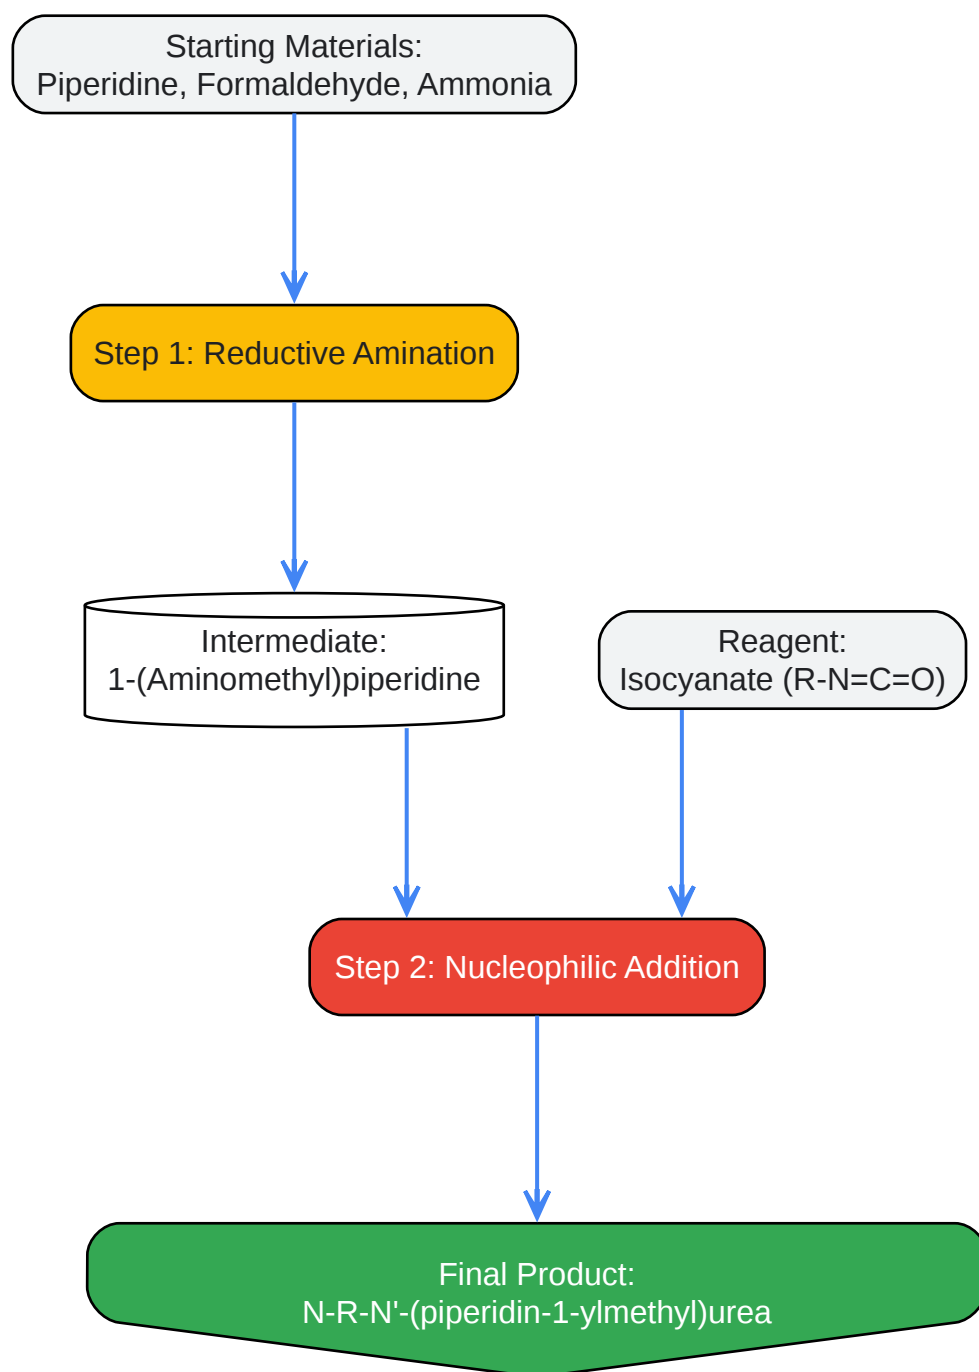 Starting Materials:
Piperidine, Formaldehyde, Ammonia
Step 1: Reductive Amination
Intermediate:
1-(Aminomethyl)piperidine
Reagent:
Isocyanate (R-N=C=O)
Step 2: Nucleophilic Addition
Final Product:
N-R-N'-(piperidin-1-ylmethyl)urea